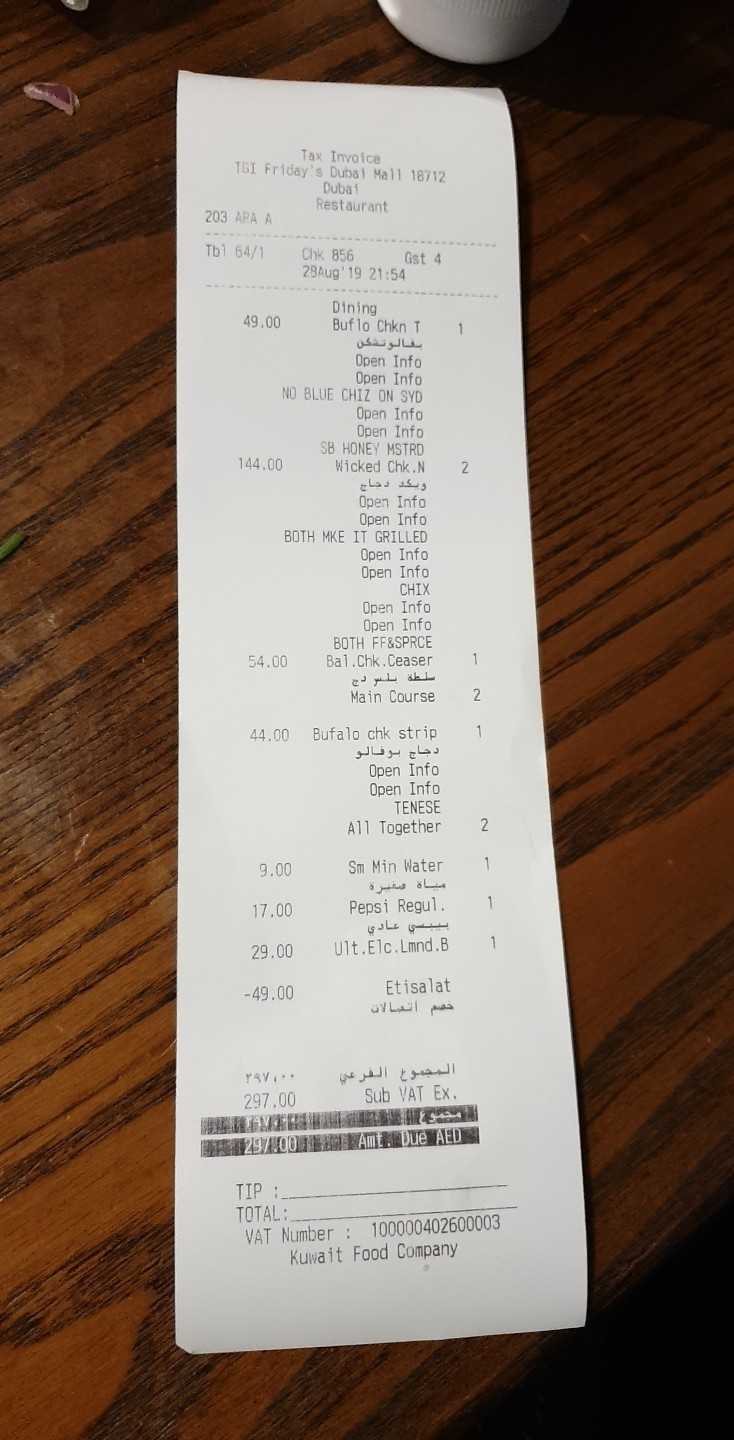 Tax Invoice
TGI Friday's Dubai Mall 18712
Dubai
Restaurant
203 ARA A
Tbl 64/1 Chk 856 Gst 4
28Aug'19 21:54
Dining
49.00 Buflo Chkn T 1
بفالوتشكن
Open Info
Open Info
NO BLUE CHIZ ON SYD
Open Info
Open Info
SB HONEY MSTRD
144.00 Wicked Chk.N 2
ويكد دجاج
Open Info
Open Info
BOTH MKE IT GRILLED
Open Info
Open Info
CHIX
Open Info
Open Info
BOTH FF&SPRCE
54.00 Bal.Chk.Ceaser 1
سلطة بلس دج
Main Course 2
44.00 Bufalo chk strip 1
دجاج بوفالو
Open Info
Open Info
TENESE
All Together 2
9.00 Sm Min Water 1
مياة صغيرة
17.00 Pepsi Regul. 1
بيبسي عادي
29.00 Ult.Elc.Lmnd.B 1
-49.00 Etisalat
خصم اتصالات
المجموع الفرعي ٢٩٧،٠٠
297.00 Sub VAT Ex.
مجموع
297.00 Amt. Due AED
TIP :
TOTAL:
VAT Number : 100000402600003
Kuwait Food Company